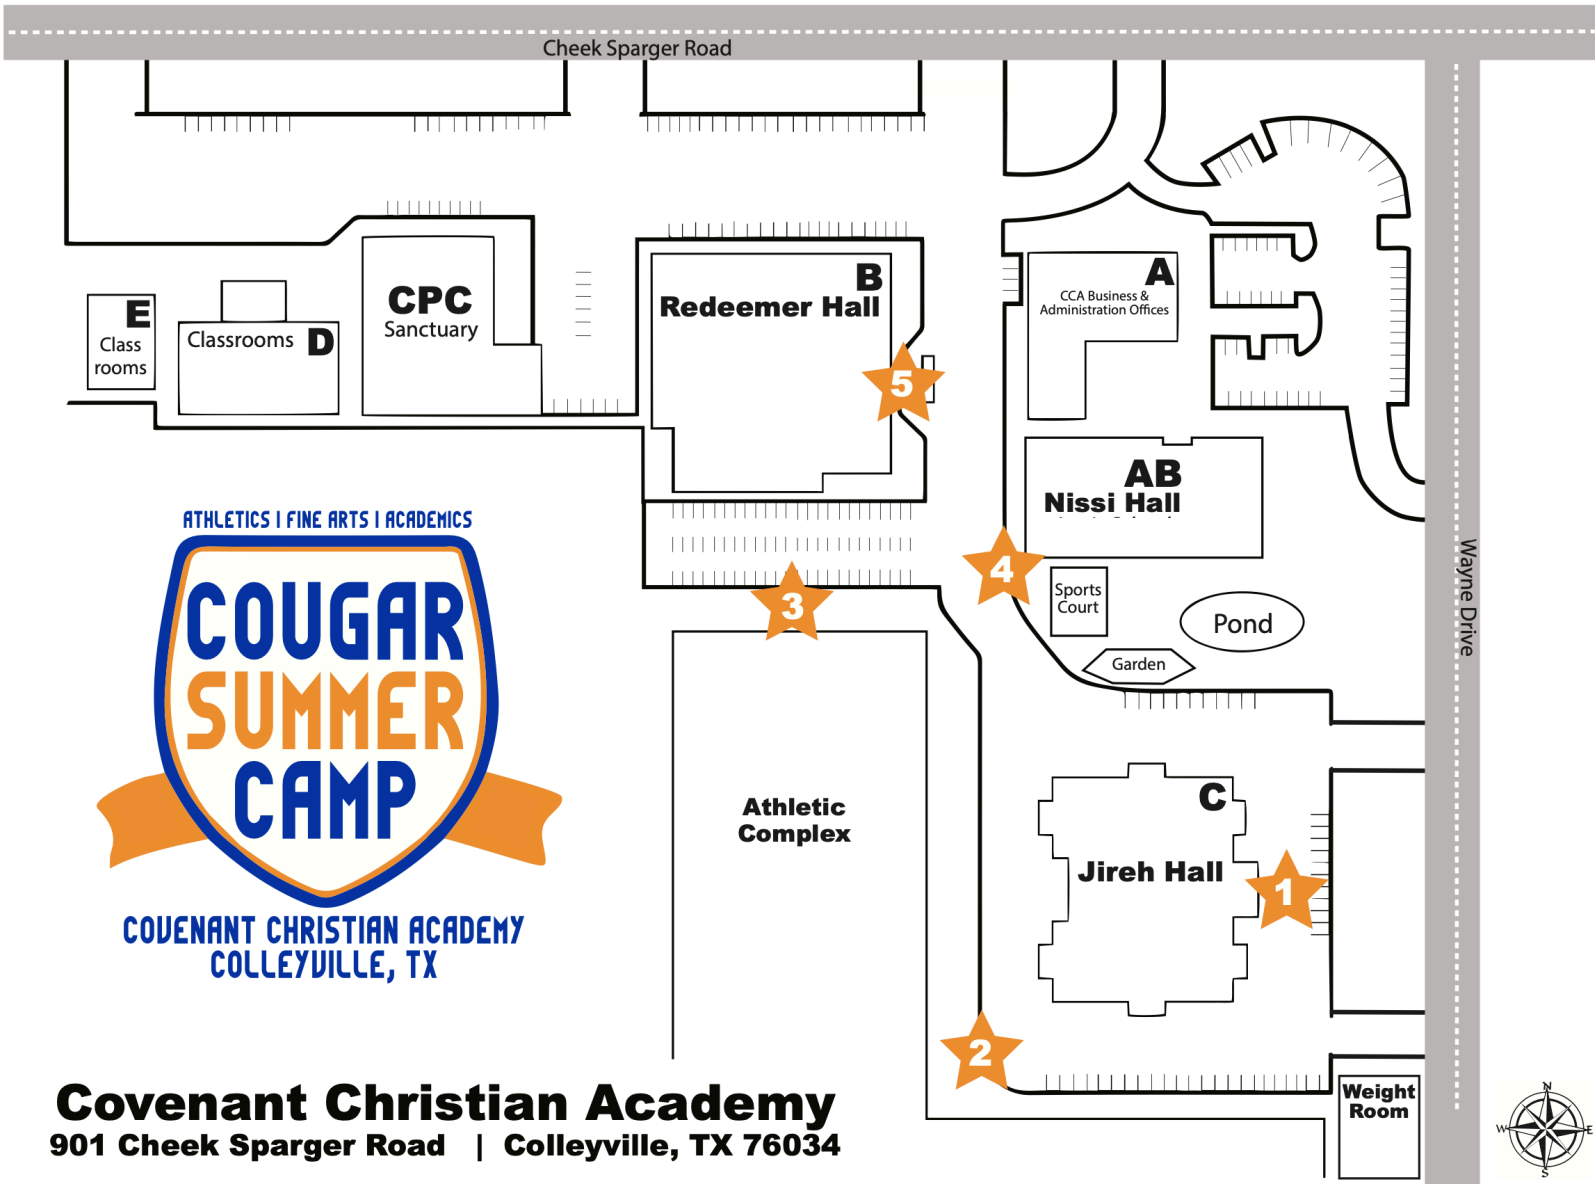 Cheek Sparger Road
E
Class
rooms
Classrooms D
CPC
Sanctuary
B
Redeemer Hall
5
A
CCA Business &
Administration Offices
AB
Nissi Hall
4
Sports
Court
Pond
Garden
Wayne Drive
3
Athletic
Complex
C
Jireh Hall
1
2
Weight
Room
N
W E
S
ATHLETICS | FINE ARTS | ACADEMICS
COUGAR
SUMMER
CAMP
COVENANT CHRISTIAN ACADEMY
COLLEYVILLE, TX
Covenant Christian Academy
901 Cheek Sparger Road | Colleyville, TX 76034